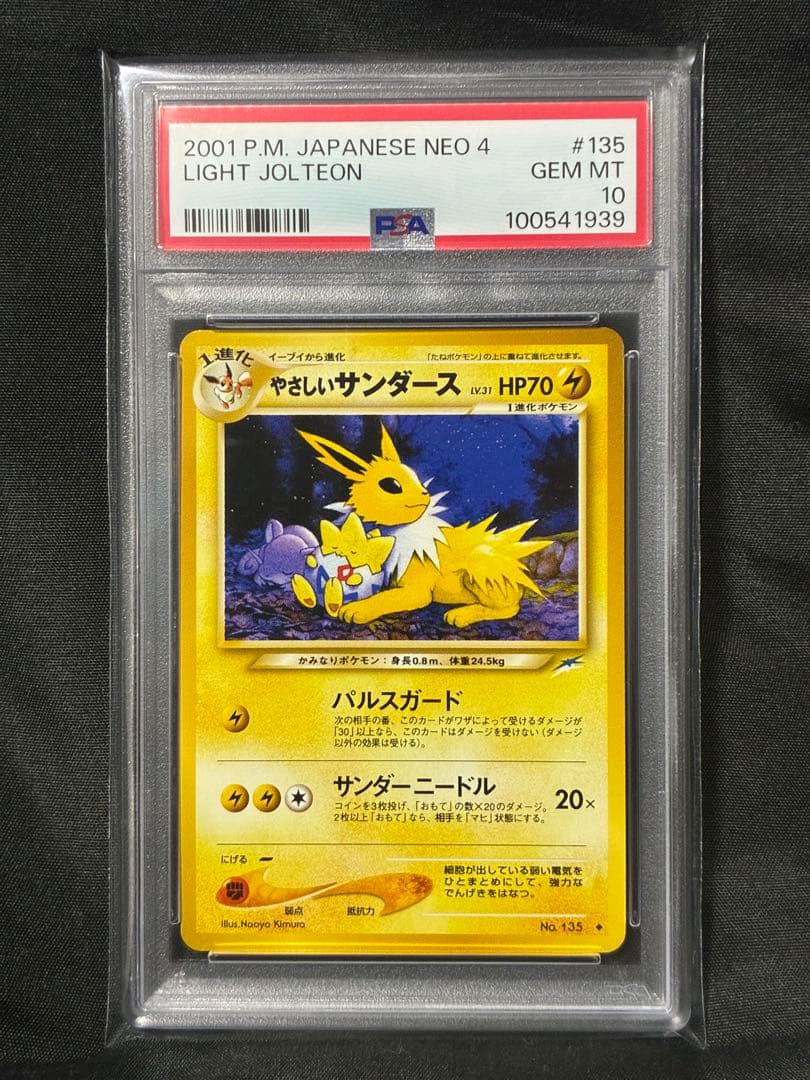 2001 P.M. JAPANESE NEO 4 #135
LIGHT JOLTEON GEM MT
10
PSA 100541939
1進化 イーブイから進化 「たねポケモン」の上に重ねて進化させます。
やさしいサンダース LV.31 HP70
1進化ポケモン
かみなりポケモン：身長0.8m、体重24.5kg
パルスガード
次の相手の番、このカードがワザによって受けるダメージが
「30」以上なら、このカードはダメージを受けない（ダメージ
以外の効果は受ける）。
サンダーニードル 20×
コインを3枚投げ、「おもて」の数×20のダメージ。
2枚以上「おもて」なら、相手を「マヒ」状態にする。
にげる
弱点 抵抗力
細胞が出している弱い電気を
ひとまとめにして、強力な
でんげきをはなつ。
Illus.Naoyo Kimura
No. 135
PSA